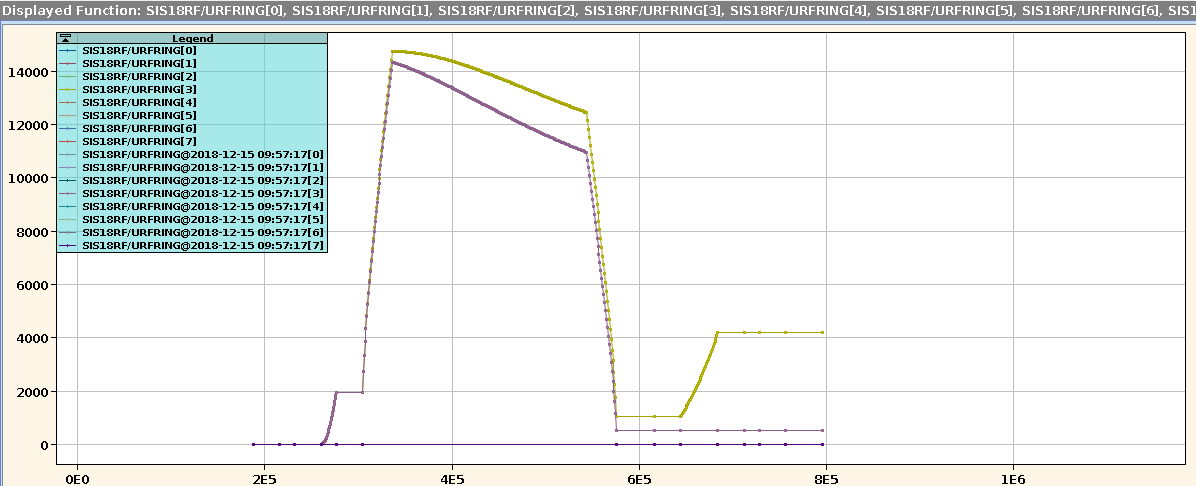 Displayed Function: SIS18RF/URFRING[0], SIS18RF/URFRING[1], SIS18RF/URFRING[2], SIS18RF/URFRING[3], SIS18RF/URFRING[4], SIS18RF/URFRING[5], SIS18RF/URFRING[6], SIS1
Legend
SIS18RF/URFRING[0]
SIS18RF/URFRING[1]
SIS18RF/URFRING[2]
SIS18RF/URFRING[3]
SIS18RF/URFRING[4]
SIS18RF/URFRING[5]
SIS18RF/URFRING[6]
SIS18RF/URFRING[7]
SIS18RF/URFRING@2018-12-15 09:57:17[0]
SIS18RF/URFRING@2018-12-15 09:57:17[1]
SIS18RF/URFRING@2018-12-15 09:57:17[2]
SIS18RF/URFRING@2018-12-15 09:57:17[3]
SIS18RF/URFRING@2018-12-15 09:57:17[4]
SIS18RF/URFRING@2018-12-15 09:57:17[5]
SIS18RF/URFRING@2018-12-15 09:57:17[6]
SIS18RF/URFRING@2018-12-15 09:57:17[7]
14000
12000
10000
8000
6000
4000
2000
0
0E0 2E5 4E5 6E5 8E5 1E6